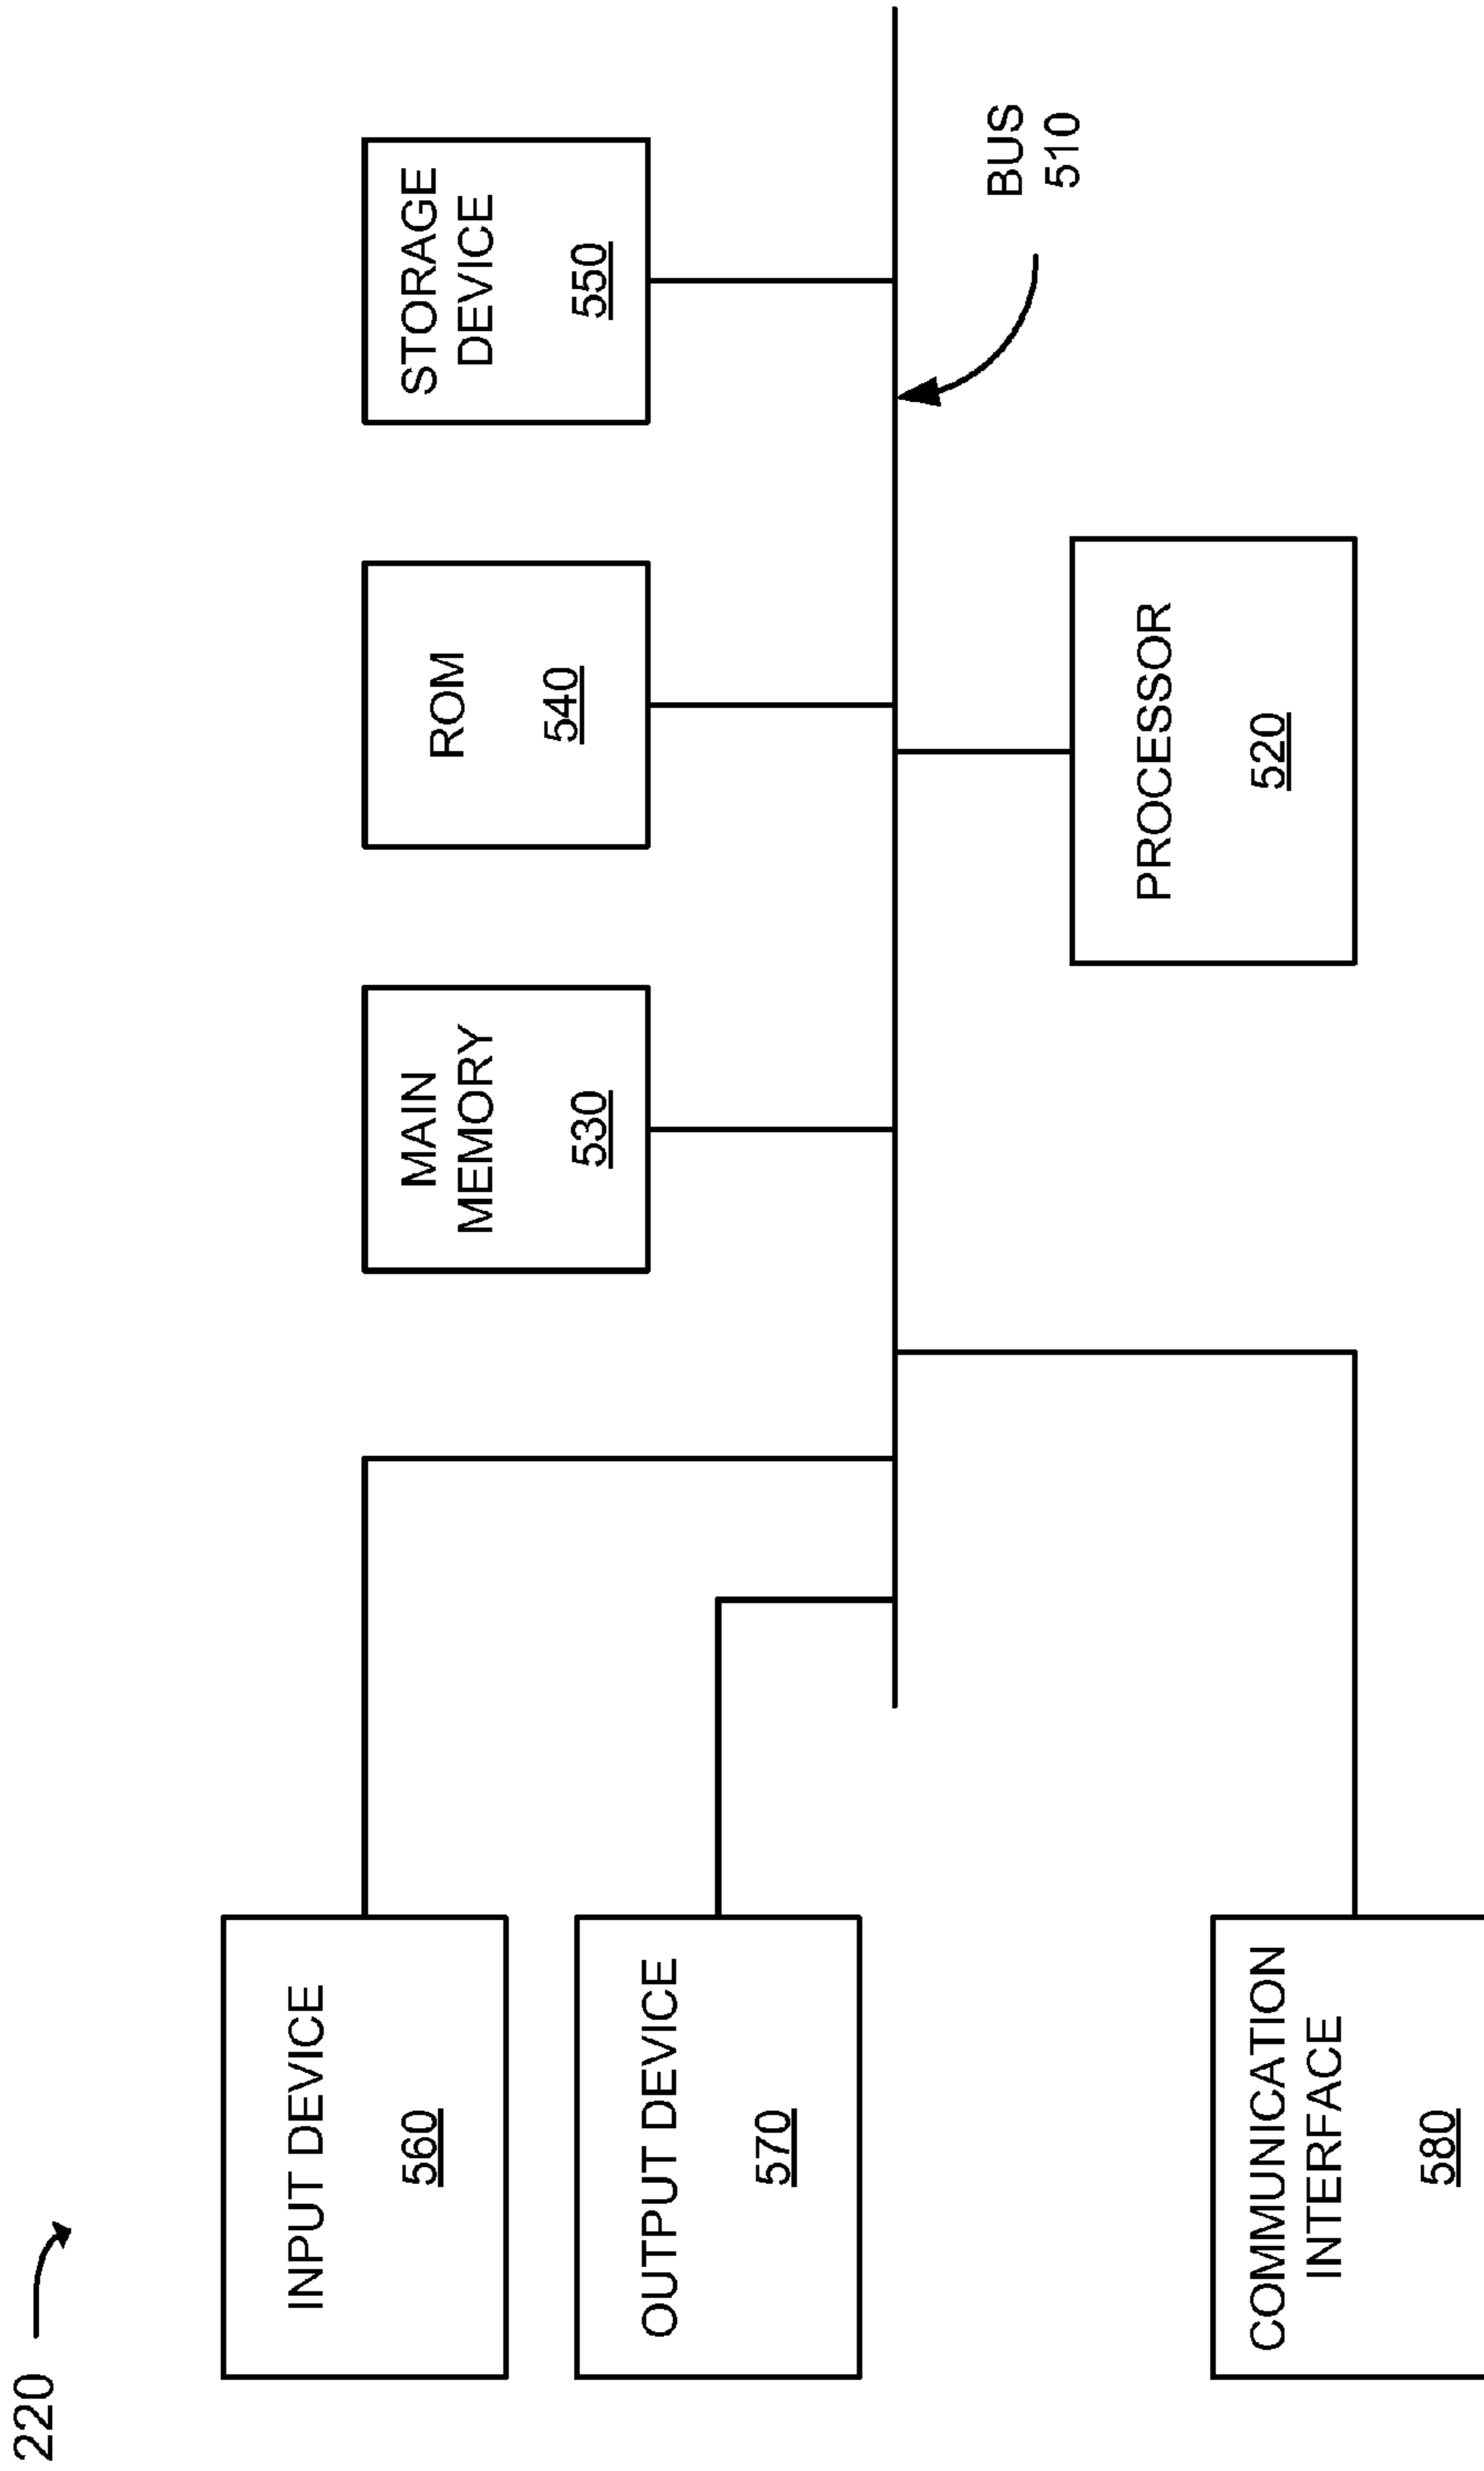 220
INPUT DEVICE
560
OUTPUT DEVICE
570
COMMUNICATION
INTERFACE
580
MAIN
MEMORY
530
ROM
540
STORAGE
DEVICE
550
PROCESSOR
520
BUS
510